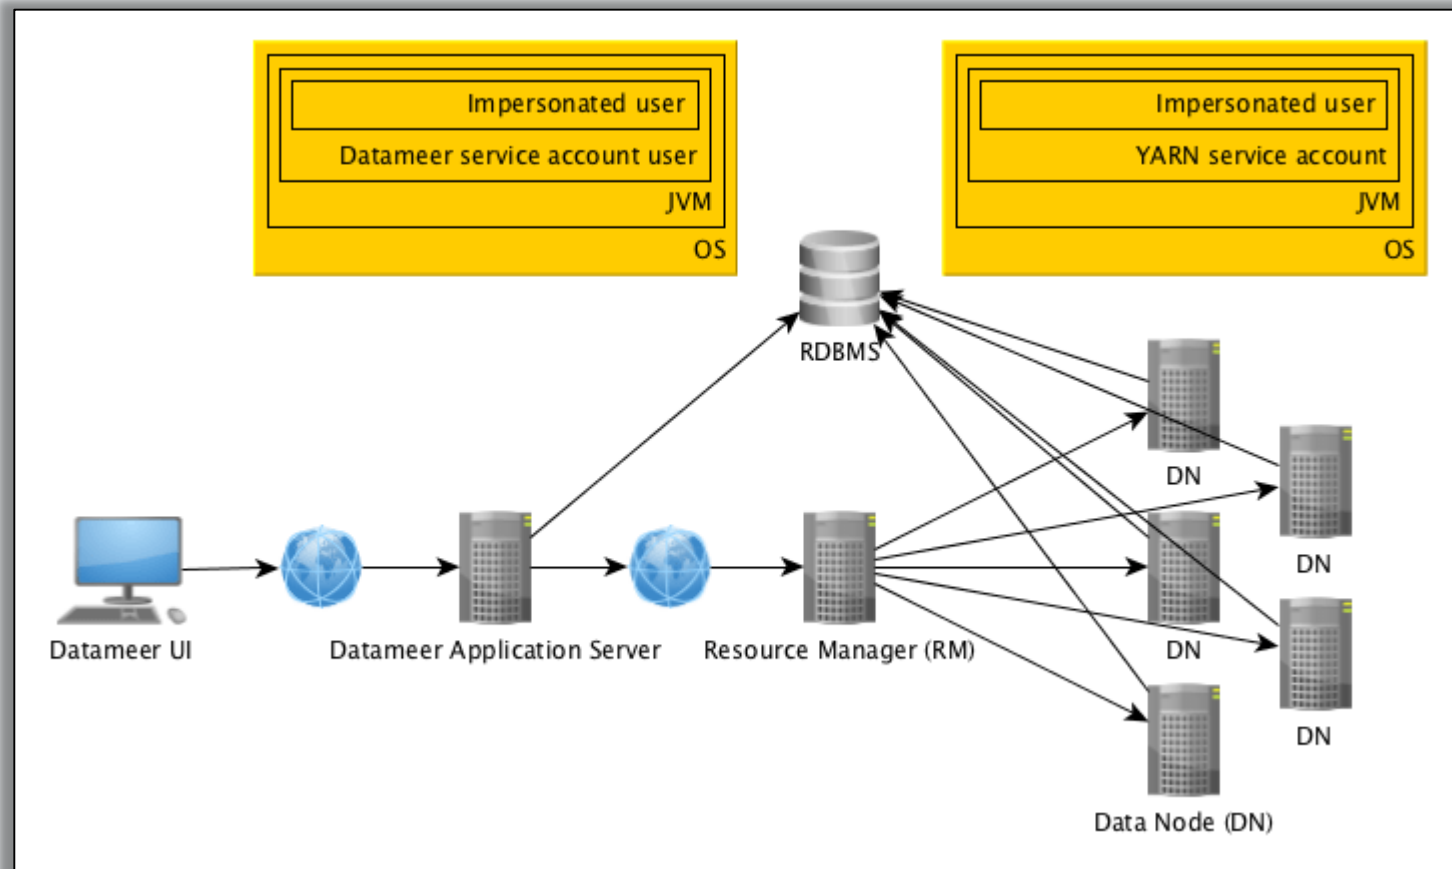 Impersonated user
Datameer service account user
JVM
OS
Impersonated user
YARN service account
JVM
OS
RDBMS
DN
DN
Datameer UI
Datameer Application Server
Resource Manager (RM)
DN
DN
Data Node (DN)